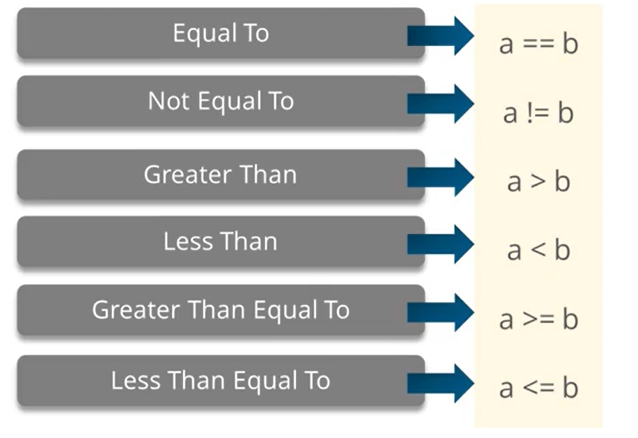 Equal To
a == b
Not Equal To
a != b
Greater Than
a > b
Less Than
a < b
Greater Than Equal To
a >= b
Less Than Equal To
a <= b